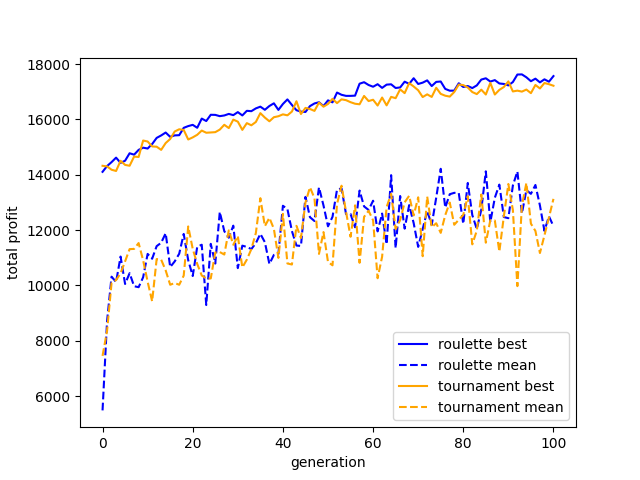 18000
16000
14000
12000
10000
8000
6000
total profit
0
20
40
60
80
100
generation
roulette best
roulette mean
tournament best
tournament mean